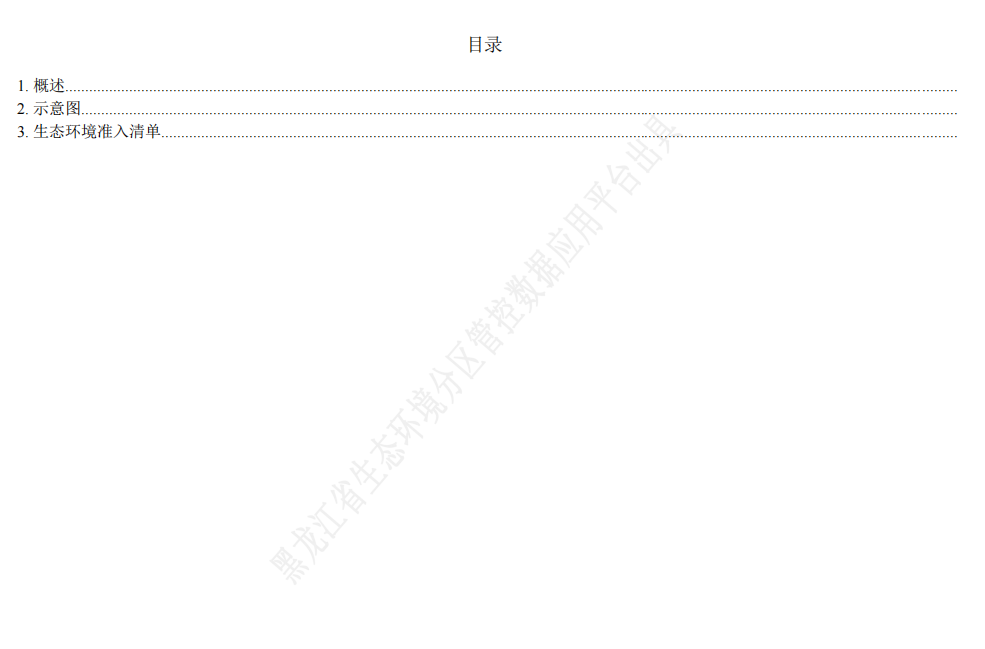 目录
1. 概述
2. 示意图
3. 生态环境准入清单
黑龙江省生态环境分区管控数据应用平台出具